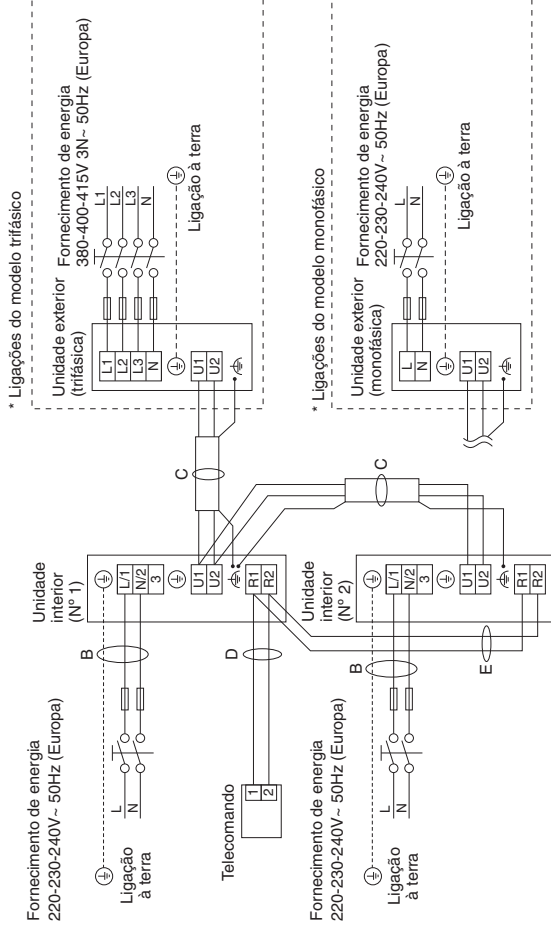 * Ligações do modelo trifásico
Unidade exterior
(trifásica)
Fornecimento de energia
380-400-415V 3N~ 50Hz (Europa)
L1
L2
L3
N
L1
L2
L3
N
U1
U2
Ligação à terra
C
* Ligações do modelo monofásico
Unidade exterior
(monofásica)
Fornecimento de energia
220-230-240V~ 50Hz (Europa)
L
N
L
N
U1
U2
Ligação à terra
C
Fornecimento de energia
220-230-240V~ 50Hz (Europa)
Unidade
interior
(Nº 1)
L
N
B
L/1
N/2
3
U1
U2
R1
R2
Ligação
à terra
D
Telecomando
1
2
Fornecimento de energia
220-230-240V~ 50Hz (Europa)
Unidade
interior
(Nº 2)
L
N
B
L/1
N/2
3
U1
U2
R1
R2
Ligação
à terra
E